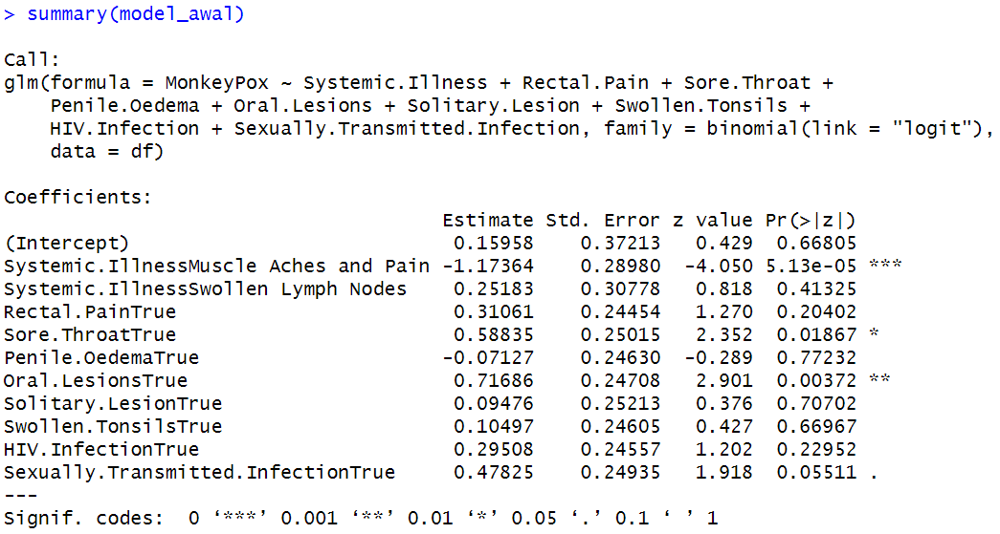 > summary(model_awal)

Call:
glm(formula = MonkeyPox ~ Systemic.Illness + Rectal.Pain + Sore.Throat +
    Penile.Oedema + Oral.Lesions + Solitary.Lesion + Swollen.Tonsils +
    HIV.Infection + Sexually.Transmitted.Infection, family = binomial(link = "logit"),
    data = df)

Coefficients:
                                      Estimate Std. Error z value Pr(>|z|)
(Intercept)                            0.15958    0.37213   0.429  0.66805
Systemic.IllnessMuscle Aches and Pain -1.17364    0.28980  -4.050 5.13e-05 ***
Systemic.IllnessSwollen Lymph Nodes    0.25183    0.30778   0.818  0.41325
Rectal.PainTrue                        0.31061    0.24454   1.270  0.20402
Sore.ThroatTrue                        0.58835    0.25015   2.352  0.01867 *
Penile.OedemaTrue                     -0.07127    0.24630  -0.289  0.77232
Oral.LesionsTrue                       0.71686    0.24708   2.901  0.00372 **
Solitary.LesionTrue                    0.09476    0.25213   0.376  0.70702
Swollen.TonsilsTrue                    0.10497    0.24605   0.427  0.66967
HIV.InfectionTrue                      0.29508    0.24557   1.202  0.22952
Sexually.Transmitted.InfectionTrue     0.47825    0.24935   1.918  0.05511 .
---
Signif. codes:  0 ‘***’ 0.001 ‘**’ 0.01 ‘*’ 0.05 ‘.’ 0.1 ‘ ’ 1